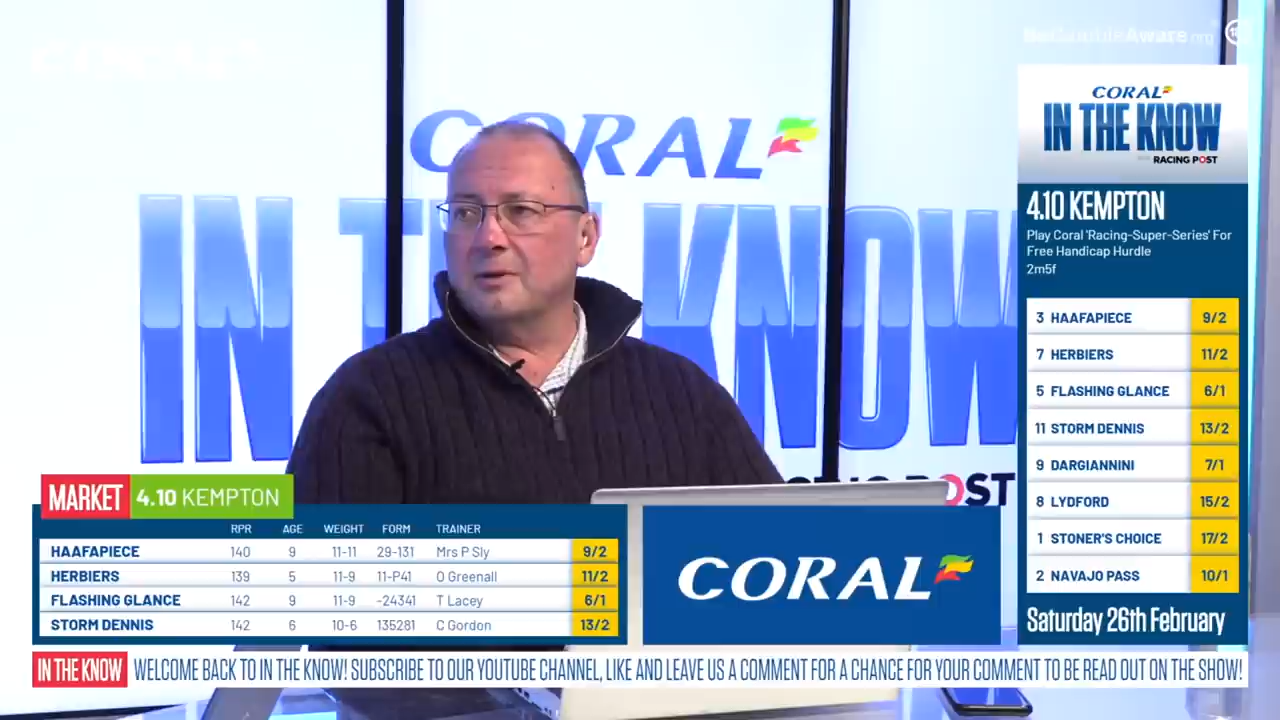 BeGambleAware.org
CORAL
IN THE KNOW
CORAL
IN THE KNOW
WITH
RACING POST
4.10 KEMPTON
Play Coral 'Racing-Super-Series' For
Free Handicap Hurdle
2m5f
3 HAAFAPIECE 9/2
7 HERBIERS 11/2
5 FLASHING GLANCE 6/1
11 STORM DENNIS 13/2
9 DARGIANNINI 7/1
8 LYDFORD 15/2
1 STONER'S CHOICE 17/2
2 NAVAJO PASS 10/1
Saturday 26th February
MARKET 4.10 KEMPTON
RPR AGE WEIGHT FORM TRAINER
HAAFAPIECE 140 9 11-11 29-131 Mrs P Sly 9/2
HERBIERS 139 5 11-9 11-P41 O Greenall 11/2
FLASHING GLANCE 142 9 11-9 -24341 T Lacey 6/1
STORM DENNIS 142 6 10-6 135281 C Gordon 13/2
CORAL
IN THE KNOW WELCOME BACK TO IN THE KNOW! SUBSCRIBE TO OUR YOUTUBE CHANNEL, LIKE AND LEAVE US A COMMENT FOR A CHANCE FOR YOUR COMMENT TO BE READ OUT ON THE SHOW!